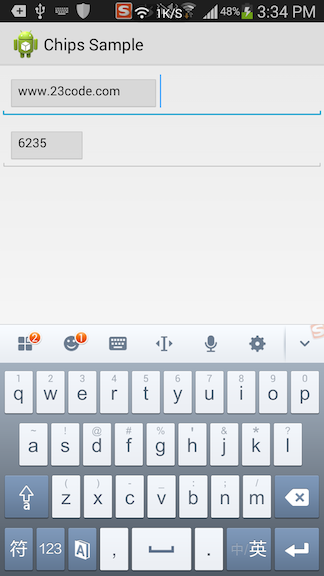 1K/S 48% 3:34 PM
Chips Sample
www.23code.com
6235
2 1
1 2 3 4 5 6 7 8 9 0
q w e r t y u i o p
~ ! @ # % ' & * ?
a s d f g h j k l
( ) - _ : ; /
z x c v b n m
a
符 123 A , . 中/英